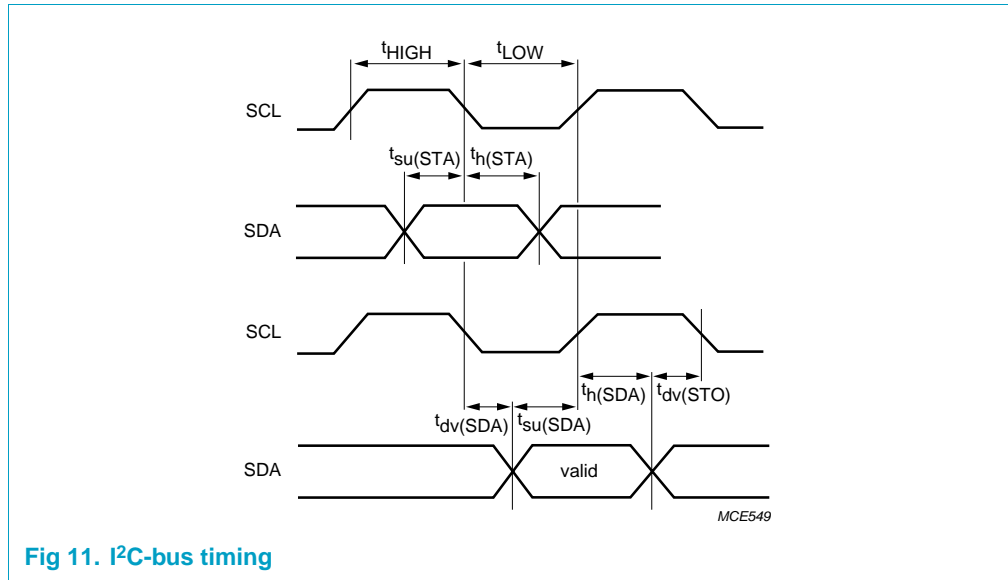 tHIGH tLOW
SCL
tsu(STA) th(STA)
SDA
SCL
th(SDA) tdv(STO)
tdv(SDA) tsu(SDA)
SDA valid
MCE549
Fig 11. I2C-bus timing